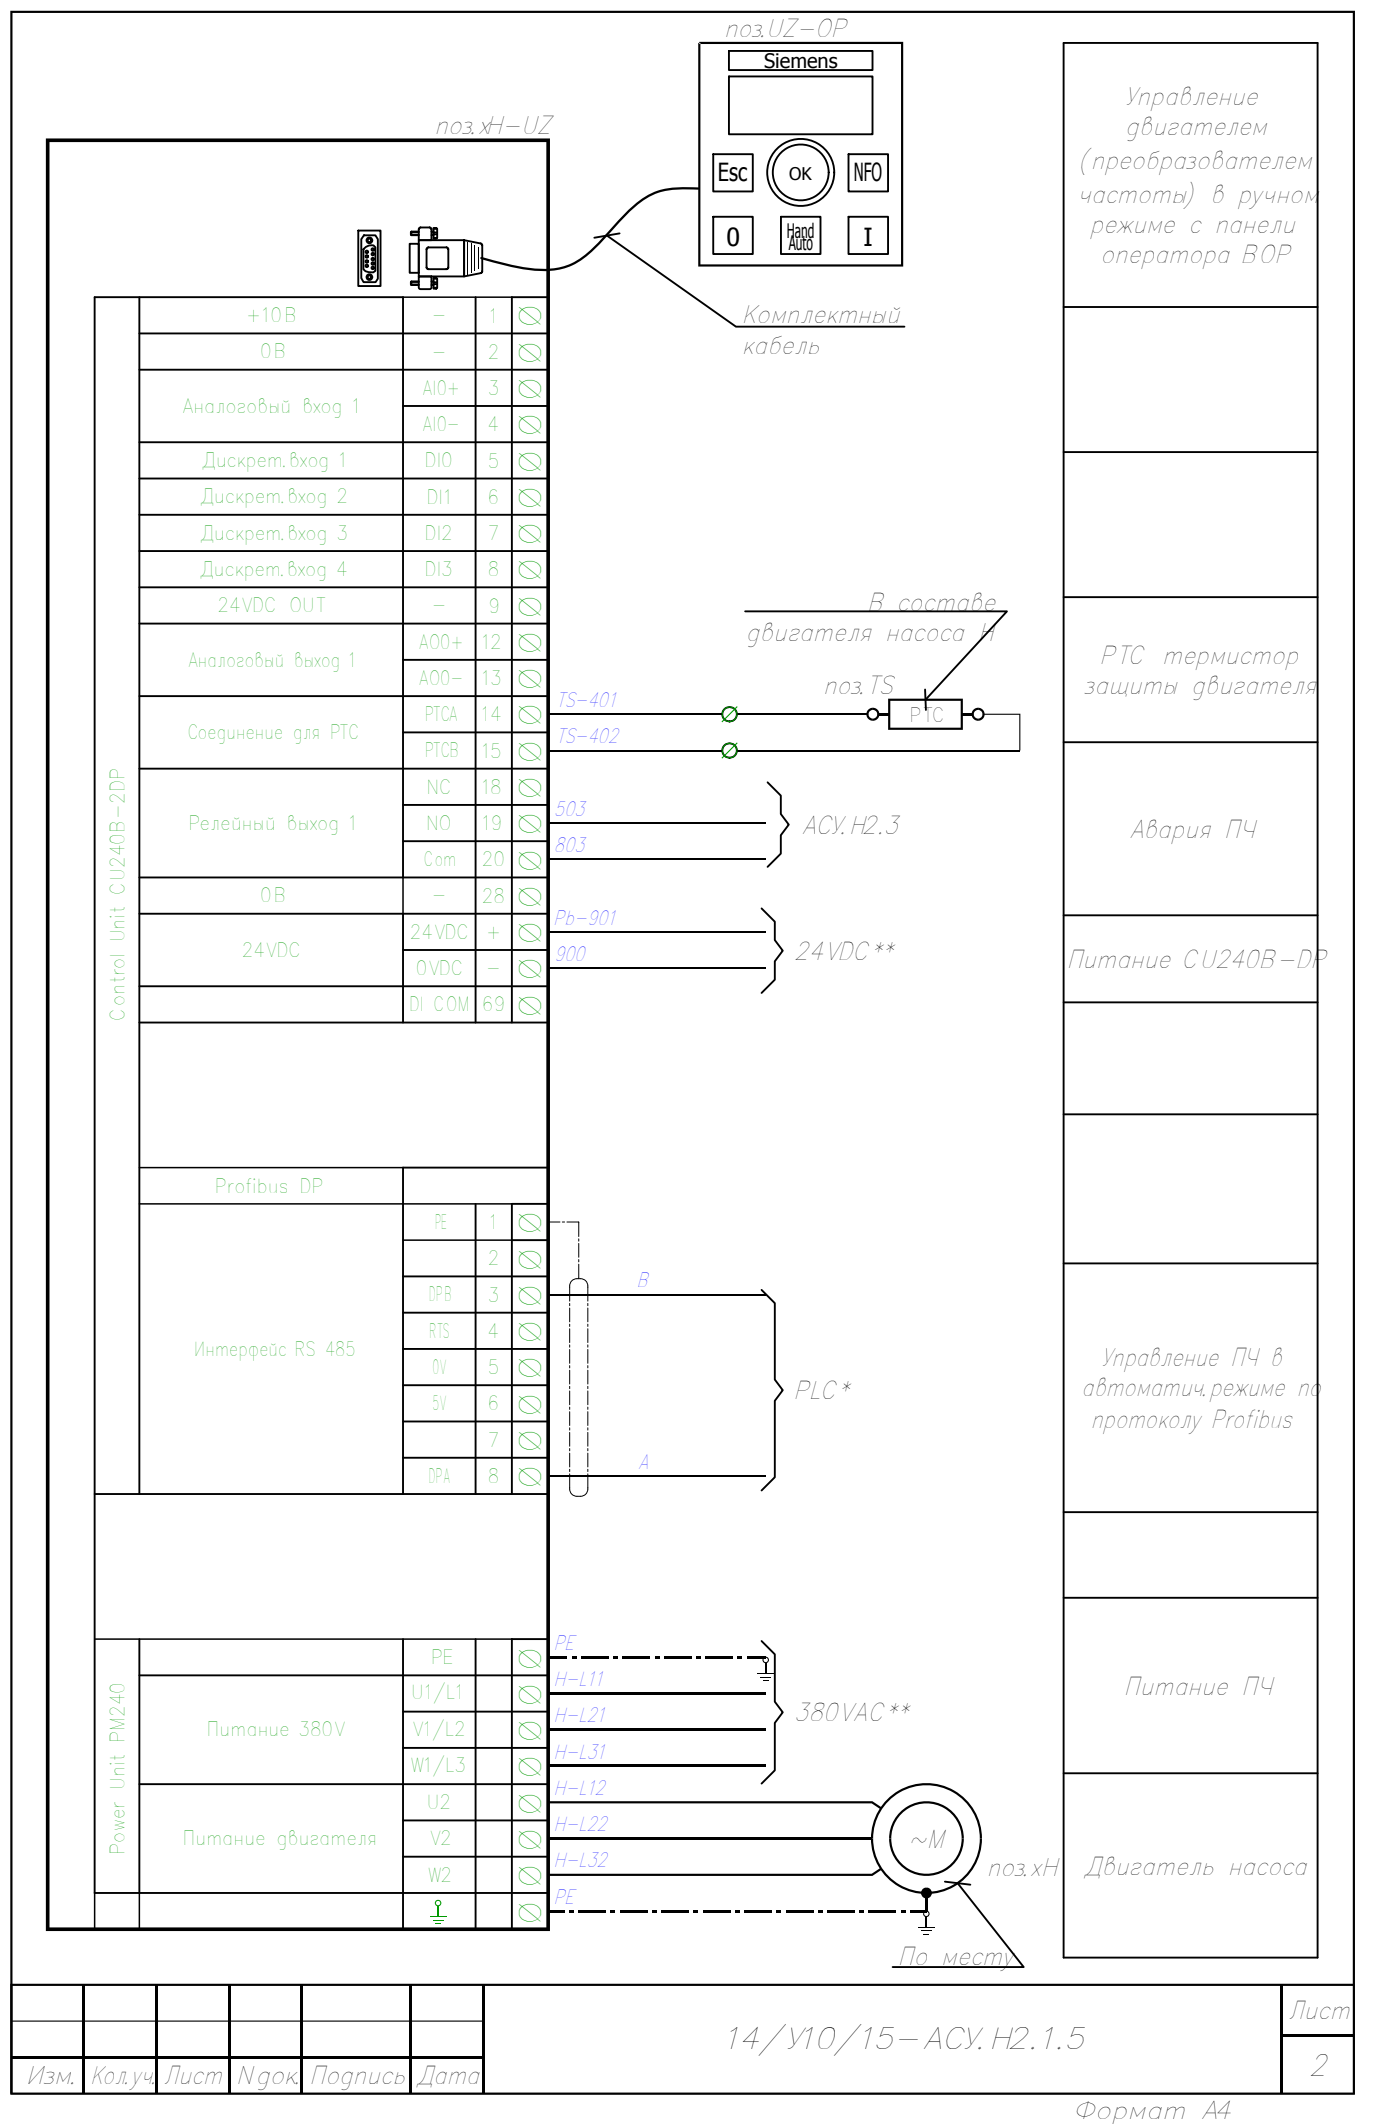 поз.UZ-OP
Siemens
Esc
OK
NFO
0
Hand
Auto
I
Управление
двигателем
(преобразователем
частоты) в ручном
режиме с панели
оператора BOP
поз.xH-UZ
Комплектный
кабель
Control Unit CU240B-2DP
+10В - 1
0В - 2
Аналоговый вход 1
AI0+ 3
AI0- 4
Дискрет.вход 1 DI0 5
Дискрет.вход 2 DI1 6
Дискрет.вход 3 DI2 7
Дискрет.вход 4 DI3 8
24VDC OUT - 9
Аналоговый выход 1
AO0+ 12
AO0- 13
В составе
двигателя насоса Н
поз.TS
PTC
PTC термистор
защиты двигателя
Соединение для PTC
PTCA 14 TS-401
PTCB 15 TS-402
Релейный выход 1
NC 18
NO 19 503
Com 20 803
АСУ.Н2.3
Авария ПЧ
0В - 28
24VDC
24VDC + Pb-901
0VDC - 900
24VDC**
Питание CU240B-DP
DI COM 69
Profibus DP
Интерфейс RS 485
PE 1
2
DPB 3 B
RTS 4
0V 5
5V 6
7
DPA 8 A
PLC*
Управление ПЧ в
автоматич.режиме по
протоколу Profibus
Power Unit PM240
PE PE
Питание 380V
U1/L1 H-L11
V1/L2 H-L21
W1/L3 H-L31
380VAC**
Питание ПЧ
Питание двигателя
U2 H-L12
V2 H-L22
W2 H-L32
PE
~M
поз.xH
Двигатель насоса
По месту
14/У10/15-АСУ.Н2.1.5
Лист
2
Изм. Кол.уч. Лист Nдок. Подпись Дата
Формат А4